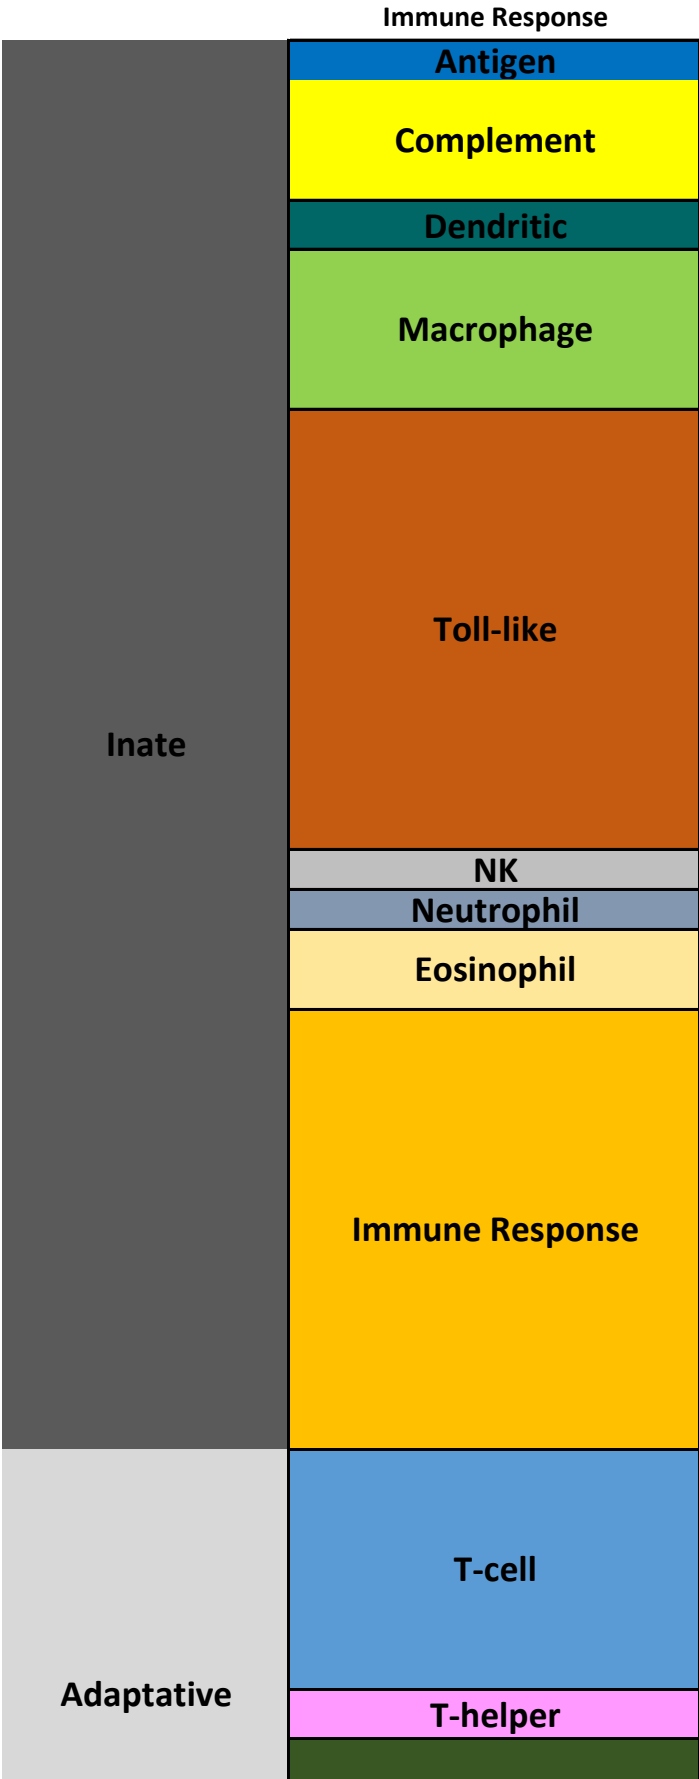 Immune Response
Antigen
Complement
Dendritic
Macrophage
Toll-like
Inate
NK
Neutrophil
Eosinophil
Immune Response
T-cell
Adaptative
T-helper